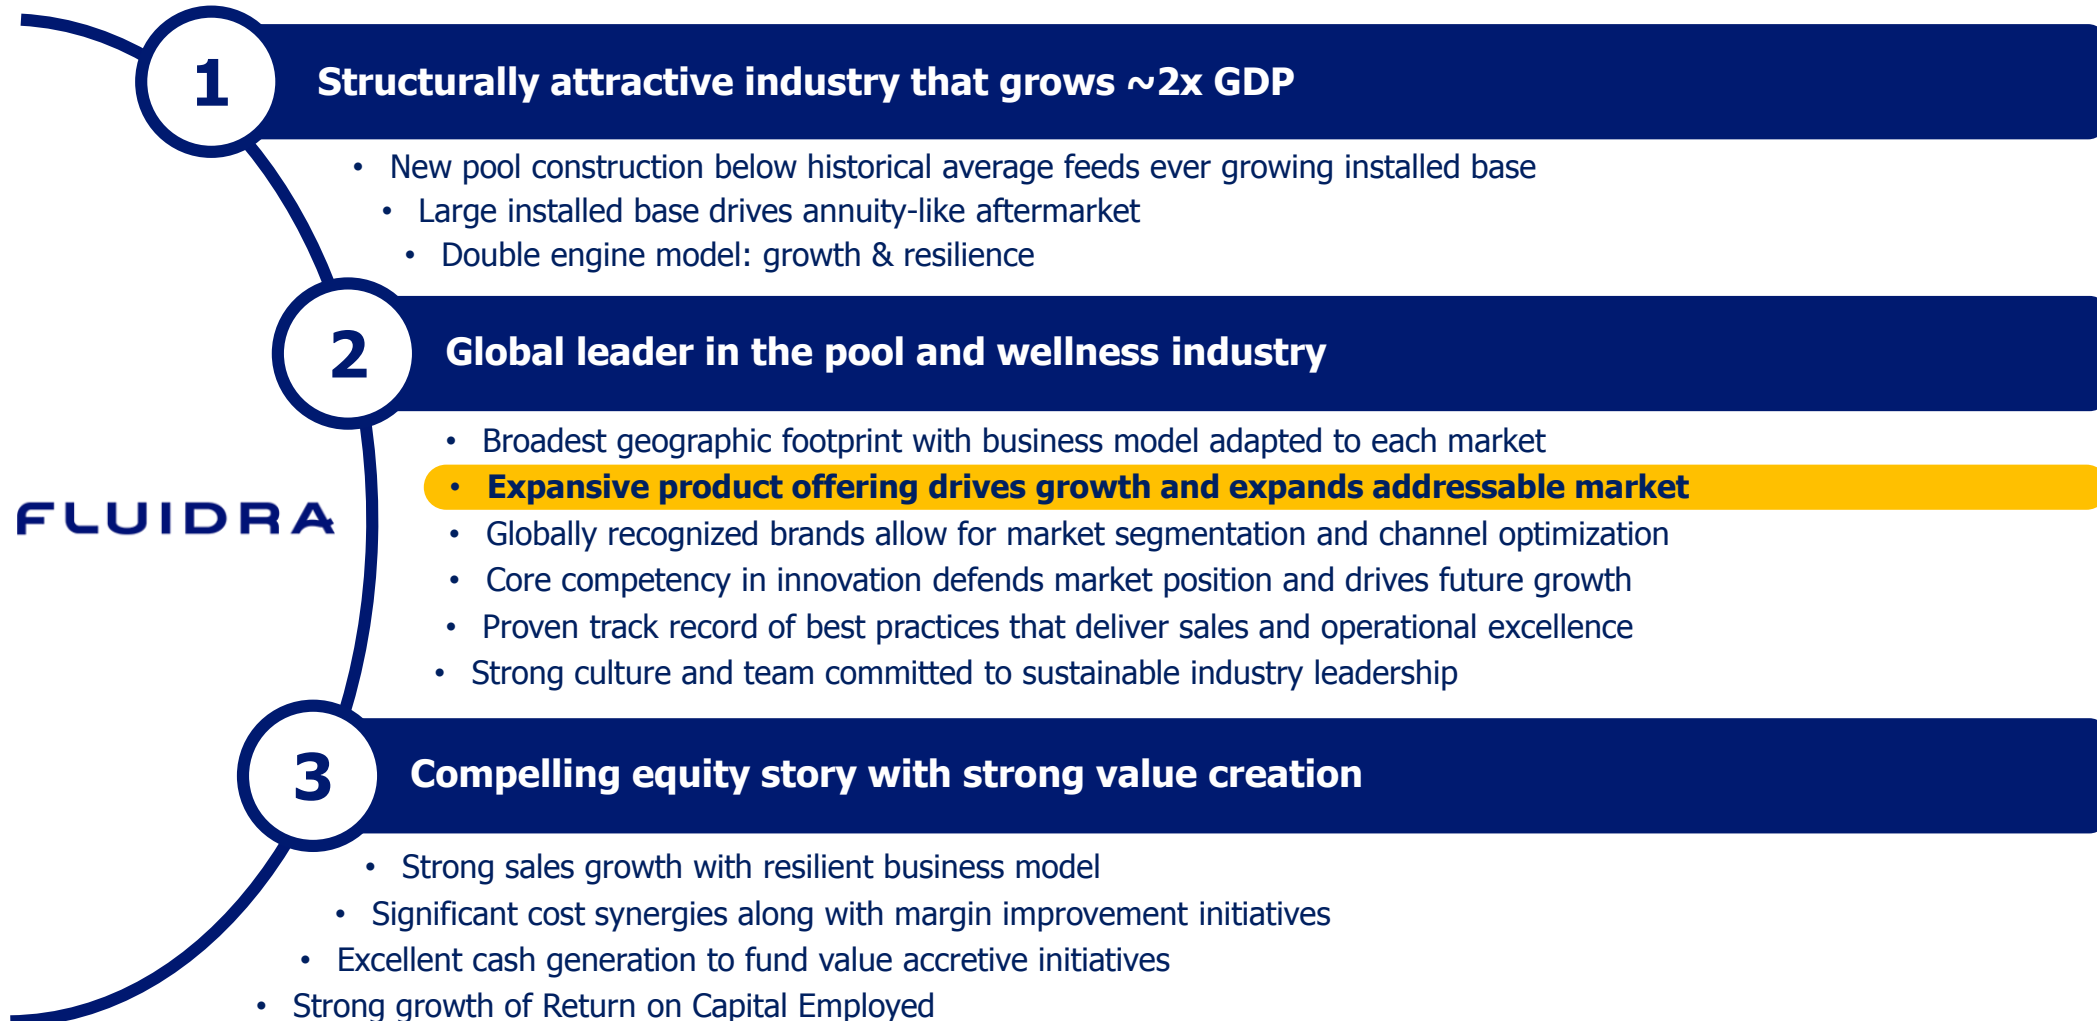 1
Structurally attractive industry that grows ~2x GDP
• New pool construction below historical average feeds ever growing installed base
• Large installed base drives annuity-like aftermarket
• Double engine model: growth & resilience
2
Global leader in the pool and wellness industry
• Broadest geographic footprint with business model adapted to each market
• Expansive product offering drives growth and expands addressable market
FLUIDRA
• Globally recognized brands allow for market segmentation and channel optimization
• Core competency in innovation defends market position and drives future growth
• Proven track record of best practices that deliver sales and operational excellence
• Strong culture and team committed to sustainable industry leadership
3
Compelling equity story with strong value creation
• Strong sales growth with resilient business model
• Significant cost synergies along with margin improvement initiatives
• Excellent cash generation to fund value accretive initiatives
• Strong growth of Return on Capital Employed